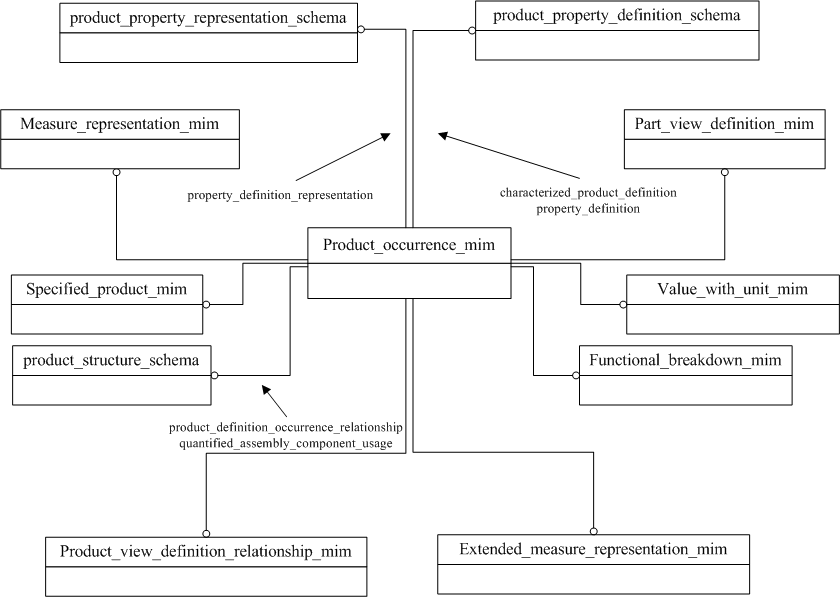 product_property_representation_schema
product_property_definition_schema
Measure_representation_mim
Part_view_definition_mim
property_definition_representation
characterized_product_definition
property_definition
Product_occurrence_mim
Specified_product_mim
Value_with_unit_mim
product_structure_schema
Functional_breakdown_mim
product_definition_occurrence_relationship
quantified_assembly_component_usage
Product_view_definition_relationship_mim
Extended_measure_representation_mim